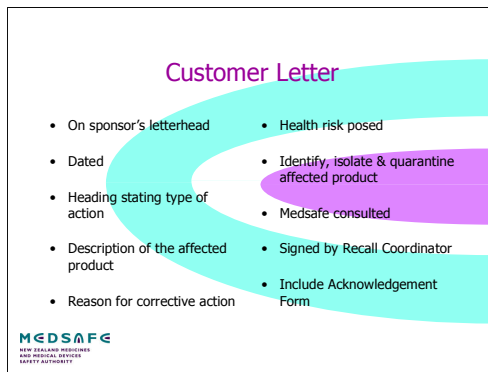 Customer Letter
• On sponsor's letterhead
• Dated
• Heading stating type of
action
• Description of the affected
product
• Reason for corrective action
• Health risk posed
• Identify, isolate & quarantine
affected product
• Medsafe consulted
• Signed by Recall Coordinator
• Include Acknowledgement
Form
MEDSAFE
NEW ZEALAND MEDICINES
AND MEDICAL DEVICES
SAFETY AUTHORITY